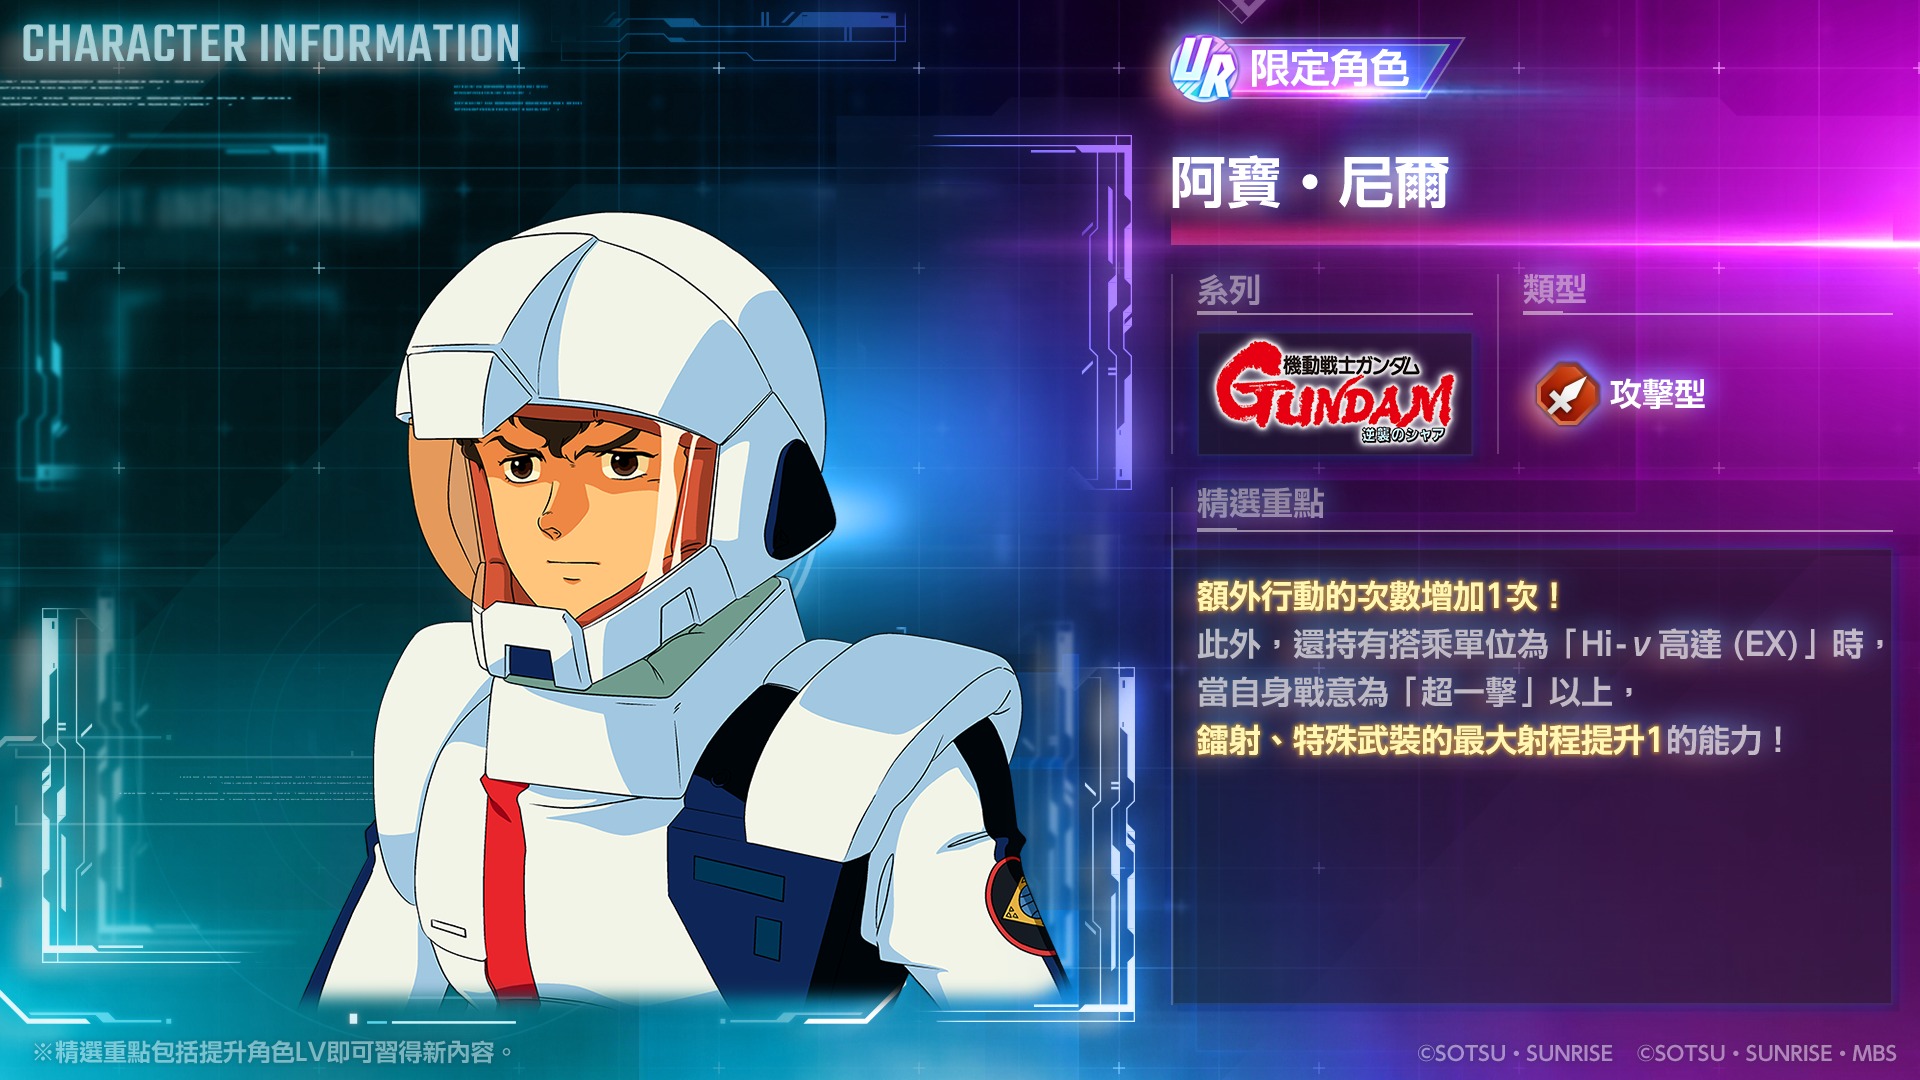 CHARACTER INFORMATION
UR 限定角色
阿寶・尼爾
系列
類型
機動戦士ガンダム
GUNDAM
逆襲のシャア
攻擊型
精選重點
額外行動的次數增加1次！
此外，還持有搭乘單位為「Hi-ν高達 (EX)」時，
當自身戰意為「超一擊」以上，
鐳射、特殊武裝的最大射程提升1的能力！
※精選重點包括提升角色LV即可習得新內容。
©SOTSU・SUNRISE ©SOTSU・SUNRISE・MBS